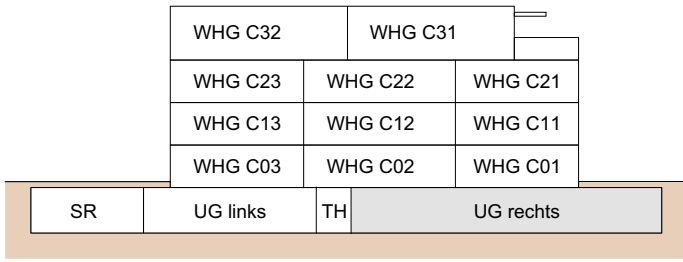 WHG C32 WHG C31
WHG C23 WHG C22 WHG C21
WHG C13 WHG C12 WHG C11
WHG C03 WHG C02 WHG C01
SR UG links TH UG rechts